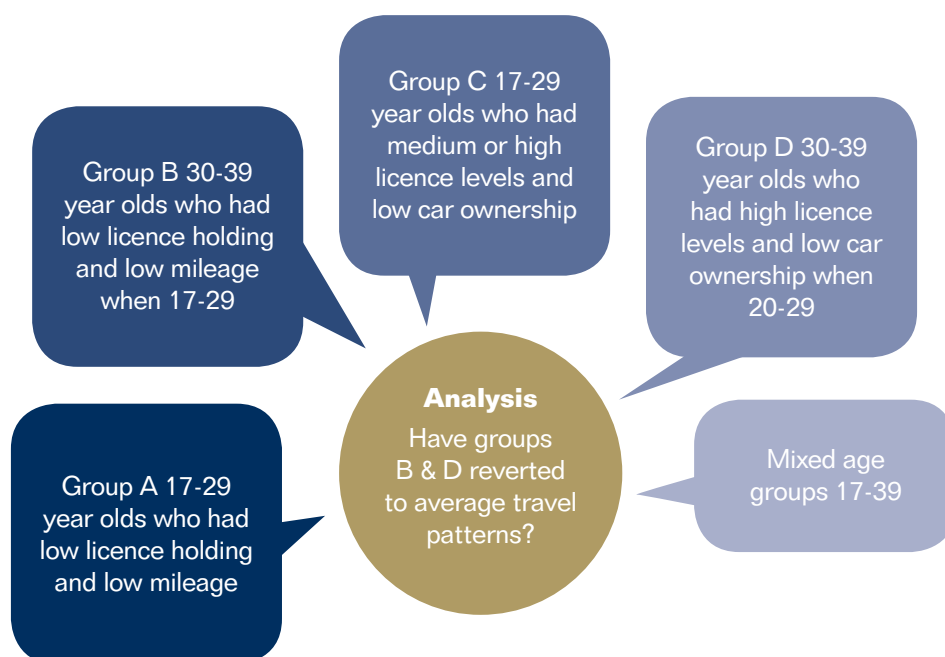 Group A 17-29
year olds who had
low licence holding
and low mileage
Group B 30-39
year olds who had
low licence holding
and low mileage
when 17-29
Group C 17-29
year olds who had
medium or high
licence levels and
low car ownership
Group D 30-39
year olds who
had high licence
levels and low car
ownership when
20-29
Mixed age
groups 17-39
Analysis
Have groups
B & D reverted
to average travel
patterns?